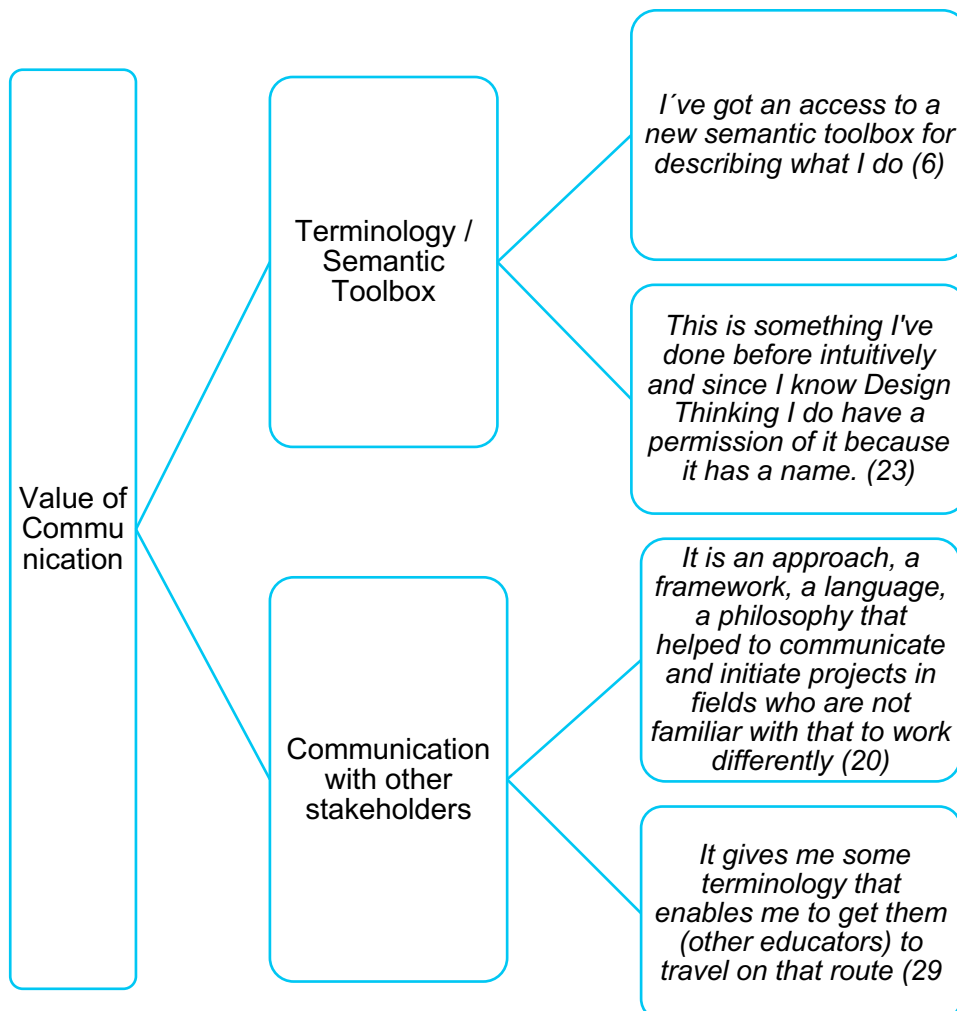 Value of
Commu
nication
Terminology /
Semantic
Toolbox
I´ve got an access to a
new semantic toolbox for
describing what I do (6)
This is something I've
done before intuitively
and since I know Design
Thinking I do have a
permission of it because
it has a name. (23)
Communication
with other
stakeholders
It is an approach, a
framework, a language,
a philosophy that
helped to communicate
and initiate projects in
fields who are not
familiar with that to work
differently (20)
It gives me some
terminology that
enables me to get them
(other educators) to
travel on that route (29